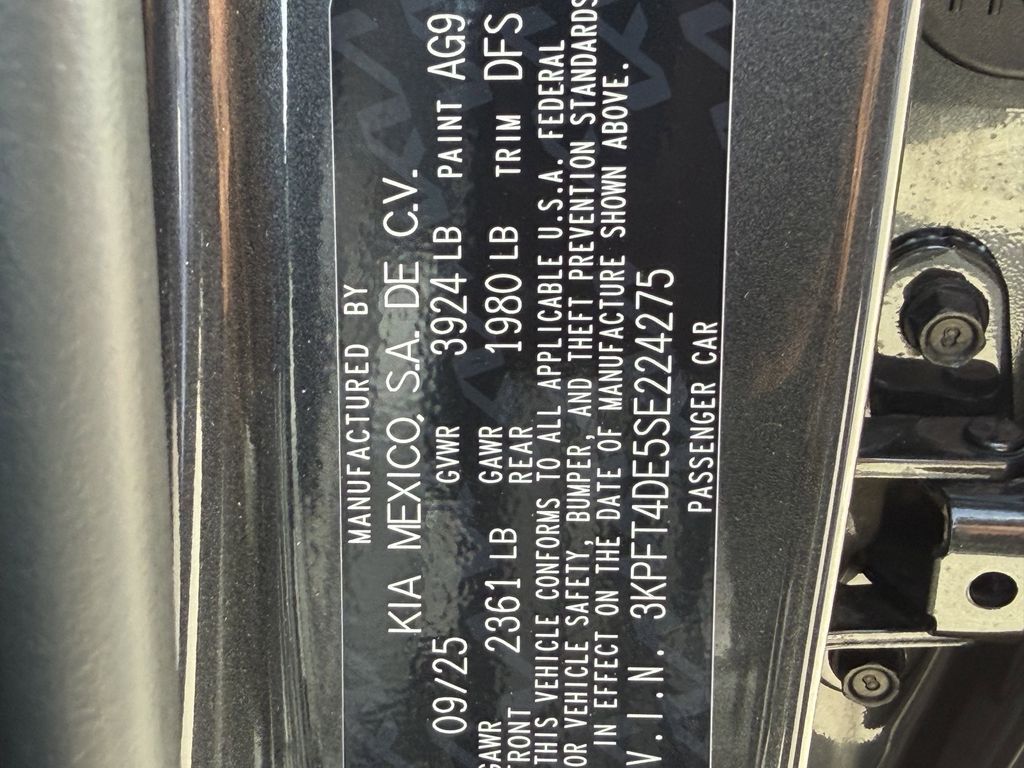 MANUFACTURED BY
KIA MEXICO, S.A. DE C.V.
09/25 GVWR 3924 LB PAINT AG9
GAWR FRONT 2361 LB GAWR REAR 1980 LB TRIM DFS
THIS VEHICLE CONFORMS TO ALL APPLICABLE U.S.A. FEDERAL
OR VEHICLE SAFETY, BUMPER, AND THEFT PREVENTION STANDARDS
IN EFFECT ON THE DATE OF MANUFACTURE SHOWN ABOVE.
V.I.N. 3KPFT4DE5SE224275
PASSENGER CAR
8
8